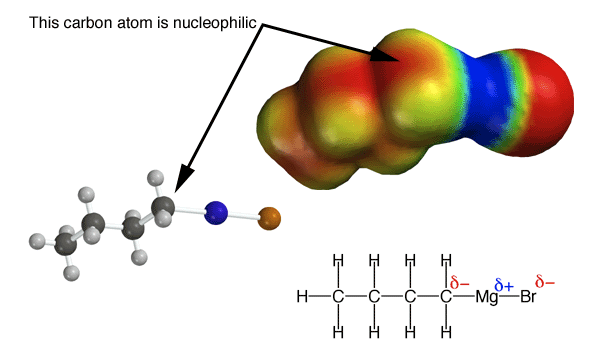 This carbon atom is nucleophilic
H H H H
δ− δ+ δ−
H—C—C—C—C—Mg—Br
H H H H